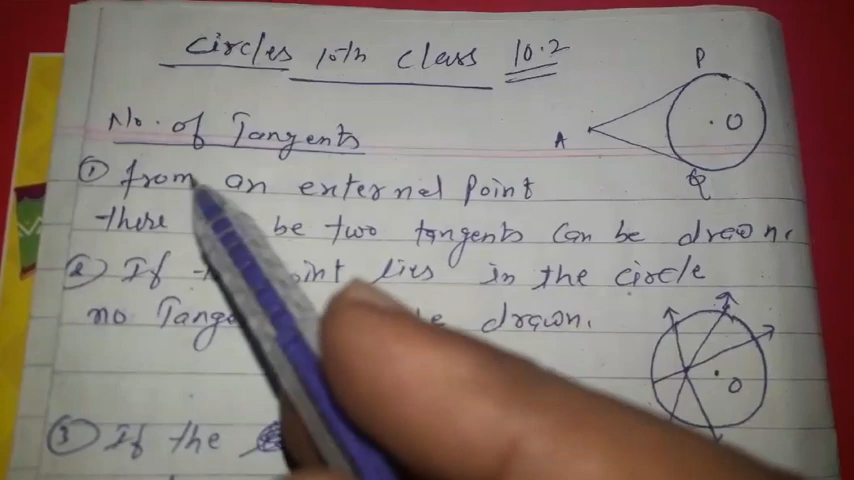 Circles 10th Class 10.2
No. of Tangents
P
O
A
Q
① from an external point
there be two tangents can be drawn.
② If point lies in the circle
no drawn.
O
③ If the